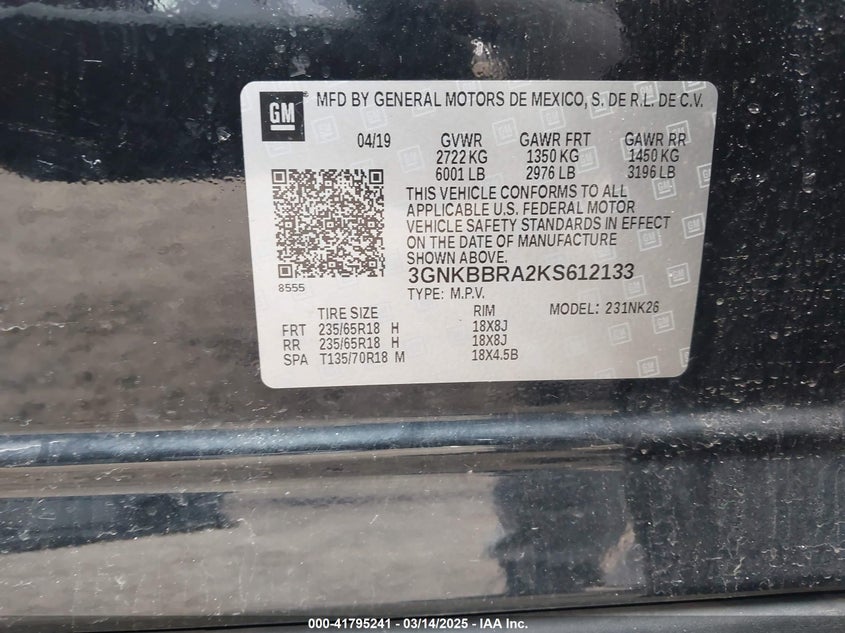 GM MFD BY GENERAL MOTORS DE MEXICO, S. DE R.L. DE C.V.
04/19 GVWR GAWR FRT GAWR RR
2722 KG 1350 KG 1450 KG
6001 LB 2976 LB 3196 LB
THIS VEHICLE CONFORMS TO ALL
APPLICABLE U.S. FEDERAL MOTOR
VEHICLE SAFETY STANDARDS IN EFFECT
ON THE DATE OF MANUFACTURE
SHOWN ABOVE.
3GNKBBRA2KS612133
8555
TYPE: M.P.V.
TIRE SIZE RIM MODEL: 231NK26
FRT 235/65R18 H 18X8J
RR 235/65R18 H 18X8J
SPA T135/70R18 M 18X4.5B
000-41795241 - 03/14/2025 - IAA Inc.